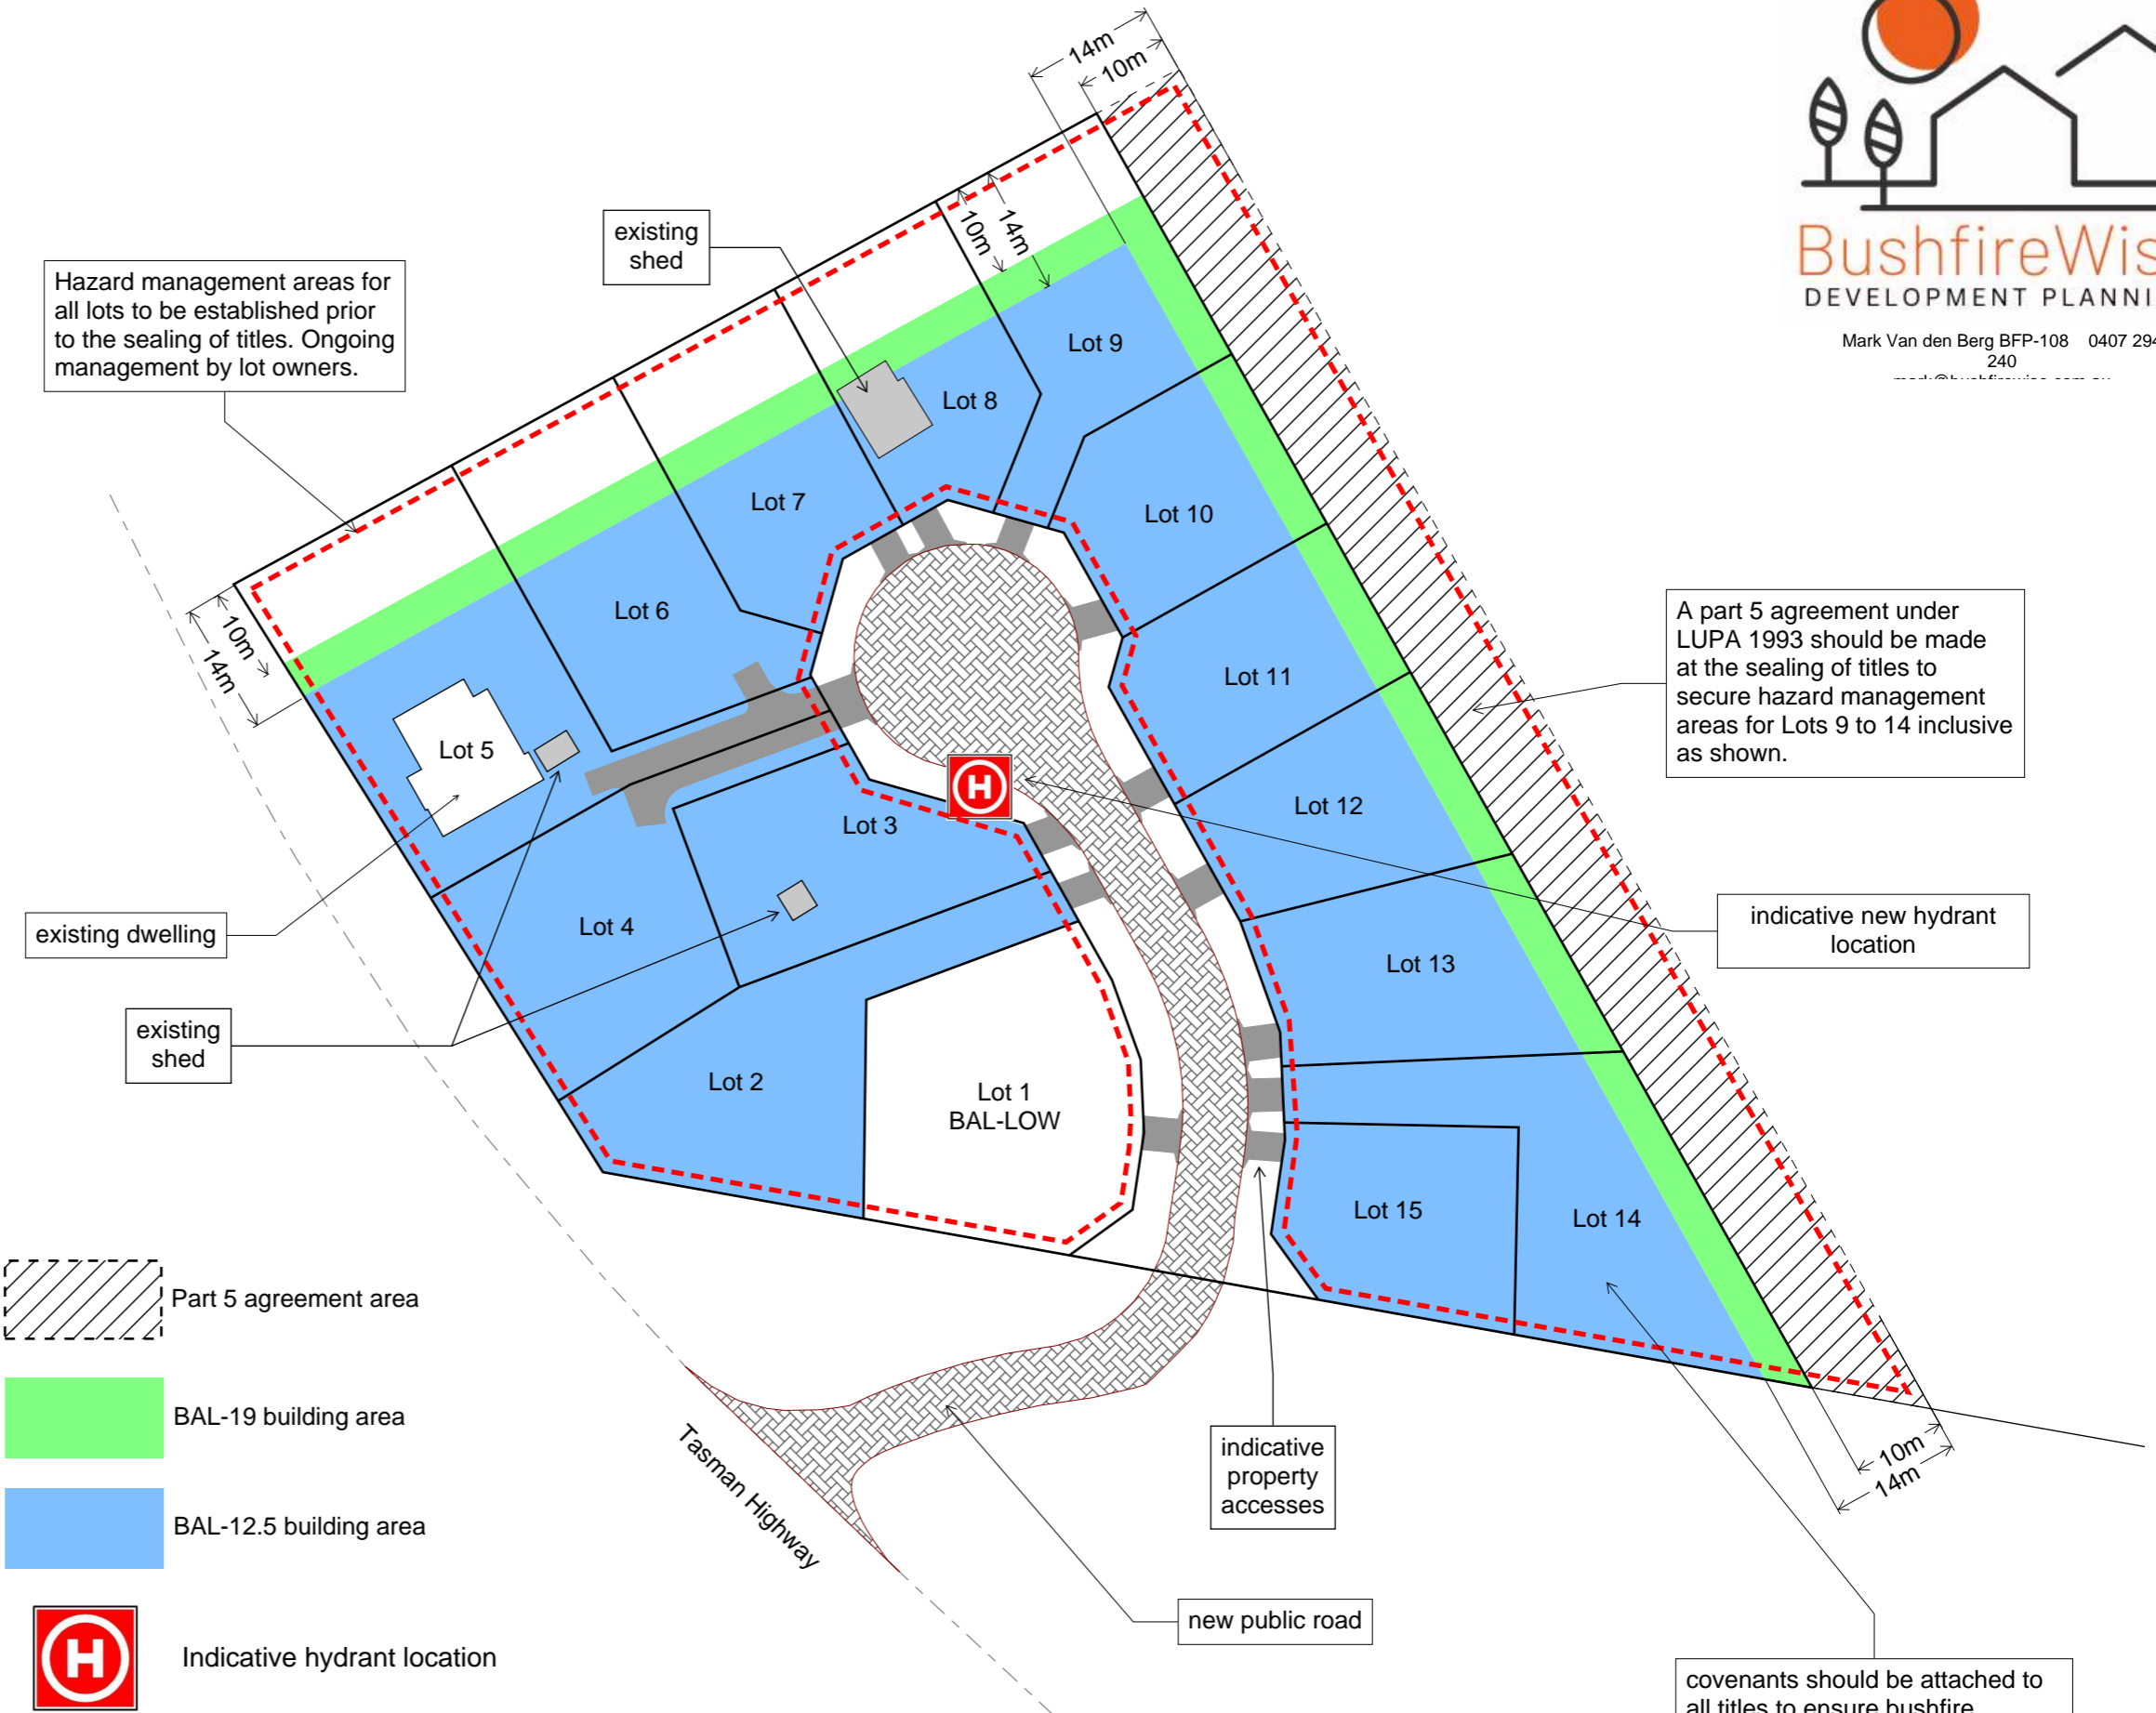 14m
10m
BushfireWis
DEVELOPMENT PLANNI
Mark Van den Berg BFP-108 0407 294
240
existing
shed
10m
14m
Hazard management areas for
all lots to be established prior
to the sealing of titles. Ongoing
management by lot owners.
Lot 9
Lot 8
Lot 7
Lot 10
Lot 6
10m
14m
Lot 11
A part 5 agreement under
LUPA 1993 should be made
at the sealing of titles to
secure hazard management
areas for Lots 9 to 14 inclusive
as shown.
Lot 5
H
Lot 12
Lot 3
existing dwelling
Lot 4
indicative new hydrant
location
Lot 13
existing
shed
Lot 2
Lot 1
BAL-LOW
Lot 15
Lot 14
Part 5 agreement area
BAL-19 building area
BAL-12.5 building area
H
Indicative hydrant location
Tasman Highway
indicative
property
accesses
10m
14m
new public road
covenants should be attached to
all titles to ensure bushfire